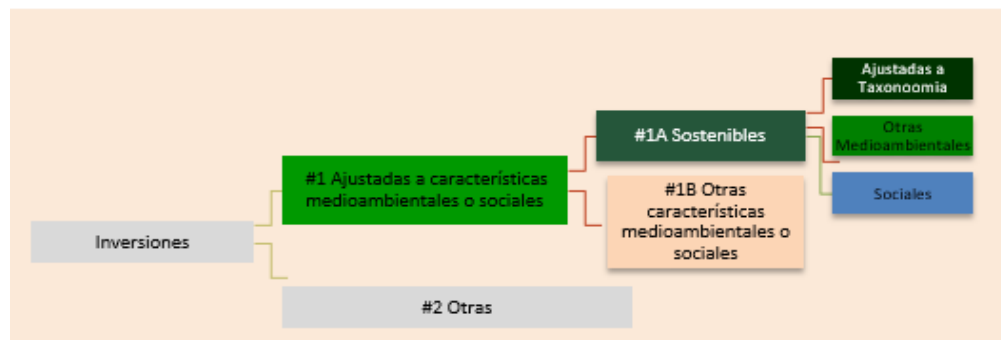 Ajustadas a
Taxonoomia
#1A Sostenibles
Otras
Medioambientales
#1 Ajustadas a características
medioambientales o sociales
#1B Otras
características
medioambientales o
sociales
Sociales
Inversiones
#2 Otras